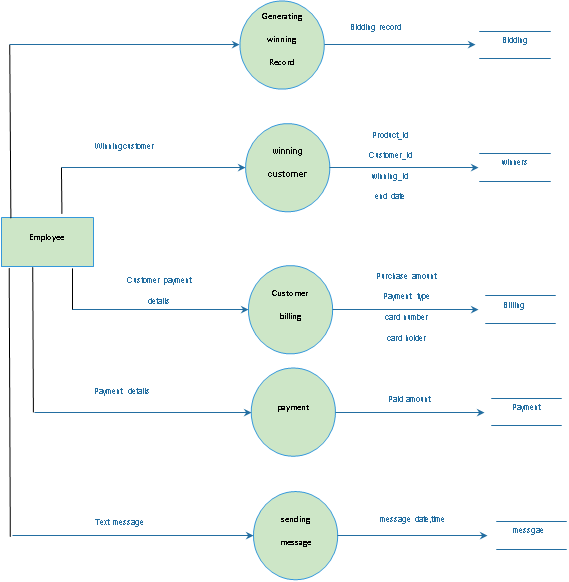 Generating
winning
Record
Bidding record
Bidding
Winningcustomer
winning
customer
Product_id
Customer_id
winning_id
end date
winners
Employee
Customer payment
details
Customer
billing
Purchase amount
Payment type
card number
card holder
Billing
Payment details
payment
Paid amount
Payment
Text message
sending
message
message date,time
messgae